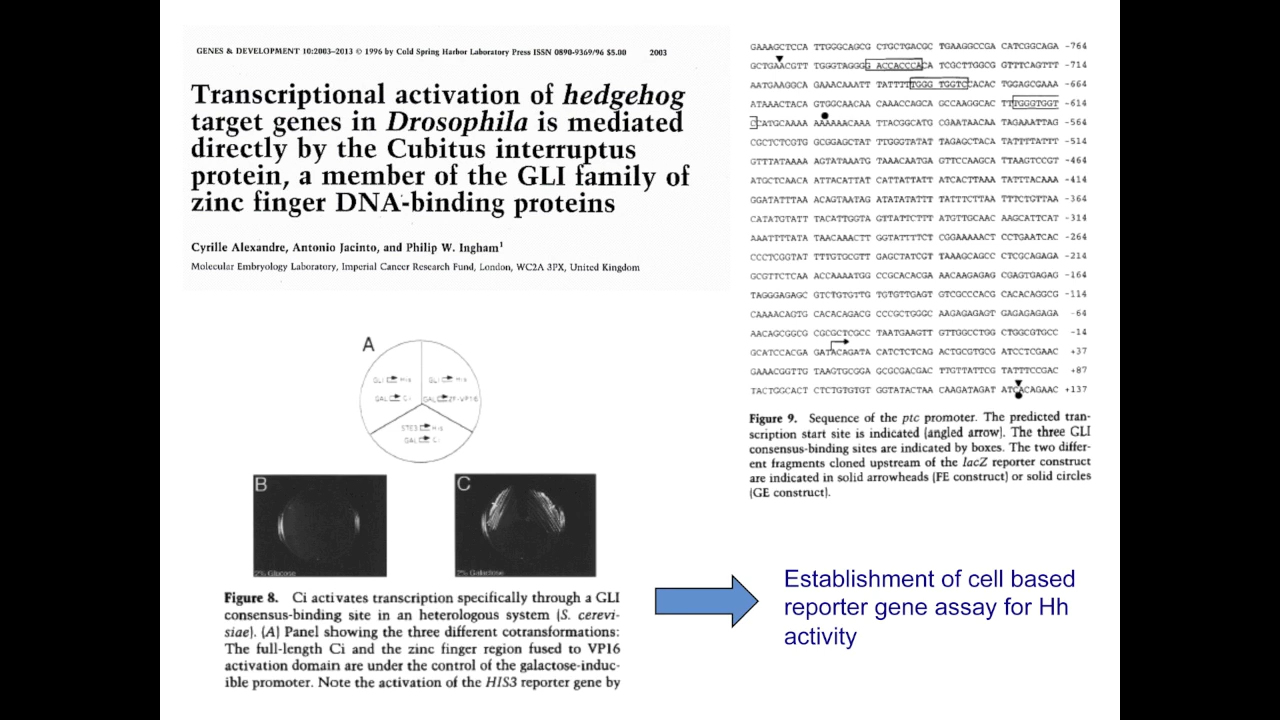 GENES & DEVELOPMENT 10:2003-2013 © 1996 by Cold Spring Harbor Laboratory Press ISSN 0890-9369/96 $5.00 2003
Transcriptional activation of hedgehog
target genes in Drosophila is mediated
directly by the Cubitus interruptus
protein, a member of the GLI family of
zinc finger DNA-binding proteins
Cyrille Alexandre, Antonio Jacinto, and Philip W. Ingham¹
Molecular Embryology Laboratory, Imperial Cancer Research Fund, London, WC2A 3PX, United Kingdom
A
GLI His GLI His
GAL Ci GAL ZF-VP16
STE3 His
GAL Ci
B
2% Glucose
C
2% Galactose
Figure 8. Ci activates transcription specifically through a GLI
consensus-binding site in an heterologous system (S. cerevi-
siae). (A) Panel showing the three different cotransformations:
The full-length Ci and the zinc finger region fused to VP16
activation domain are under the control of the galactose-induc-
ible promoter. Note the activation of the HIS3 reporter gene by
GAAAGCTCCA TTGGGCAGCG CTGCTGACGC TGAAGGCCGA CATCGGCAGA -764
GCTGAACGTT TGGGTAGGGG ACCACCCACA TCGCTTGGCG GTTTCAGTTT -714
AATGAAGGCA GAAACAAATT TATTTTTGGG TGGTCCACAC TGGAGCGAAA -664
ATAAACTACA GTGGCAACAA CAAACCAGCA GCCAAGGCAC TTTGGGTGGT -614
CCATGCAAAA AAAAAACAAA TTACGGCATG CGAATAACAA TAGAAATTAG -564
CGCTCTCGTG GCGGAGCTAT TTGGGTATAT TAGAGCTACA TATTTTATTT -514
GTTTATAAAA AGTATAAATG TAAACAATGA GTTCCAAGCA TTAAGTCCGT -464
ATGCTCAACA ATTACATTAT CATTATTATT ATCACTTAAA TATTTACAAA -414
GGATATTTAA ACAGTAATAG ATATATATTT TATTTCTTAA TTTCTGTTAA -364
CATATGTATT TACATTGGTA GTTATTCTTT ATGTTGCAAC AAGCATTCAT -314
AAATTTTATA TAACAAACTT GGTATTTTCT CGGAAAAACT CCTGAATCAC -264
CCCTCGGTAT TTTGTGCGTT GAGCTATCGT TAAAGCAGCC CTCGCAGAGA -214
GCGTTCTCAA ACCAAAATGG CCGCACACGA AACAAGAGAG CGAGTGAGAG -164
TAGGGAGAGC GTCTGTGTTG TGTGTTGAGT GTCGCCCACG CACACAGGCG -114
CAAAACAGTG CACACAGACG CCCGCTGGGC AAGAGAGAGT GAGAGAGAGA -64
AACAGCGGCG CGCGCTCGCC TAATGAAGTT GTTGGCCTGG CTGGCGTGCC -14
GCATCCACGA GATACAGATA CATCTCTCAG ACTGCGTGCG ATCCTCGAAC +37
GAAACGGTTG TAAGTGCGGA GCGCGACGAC TTGTTATTCG TATTTCCGAC +87
TACTGGCACT CTCTGTGTGT GGTATACTAA CAAGATAGAT ATCACAGAAC +137
Figure 9. Sequence of the ptc promoter. The predicted tran-
scription start site is indicated (angled arrow). The three GLI
consensus-binding sites are indicated by boxes. The two differ-
ent fragments cloned upstream of the lacZ reporter construct
are indicated in solid arrowheads (FE construct) or solid circles
(GE construct).
Establishment of cell based
reporter gene assay for Hh
activity